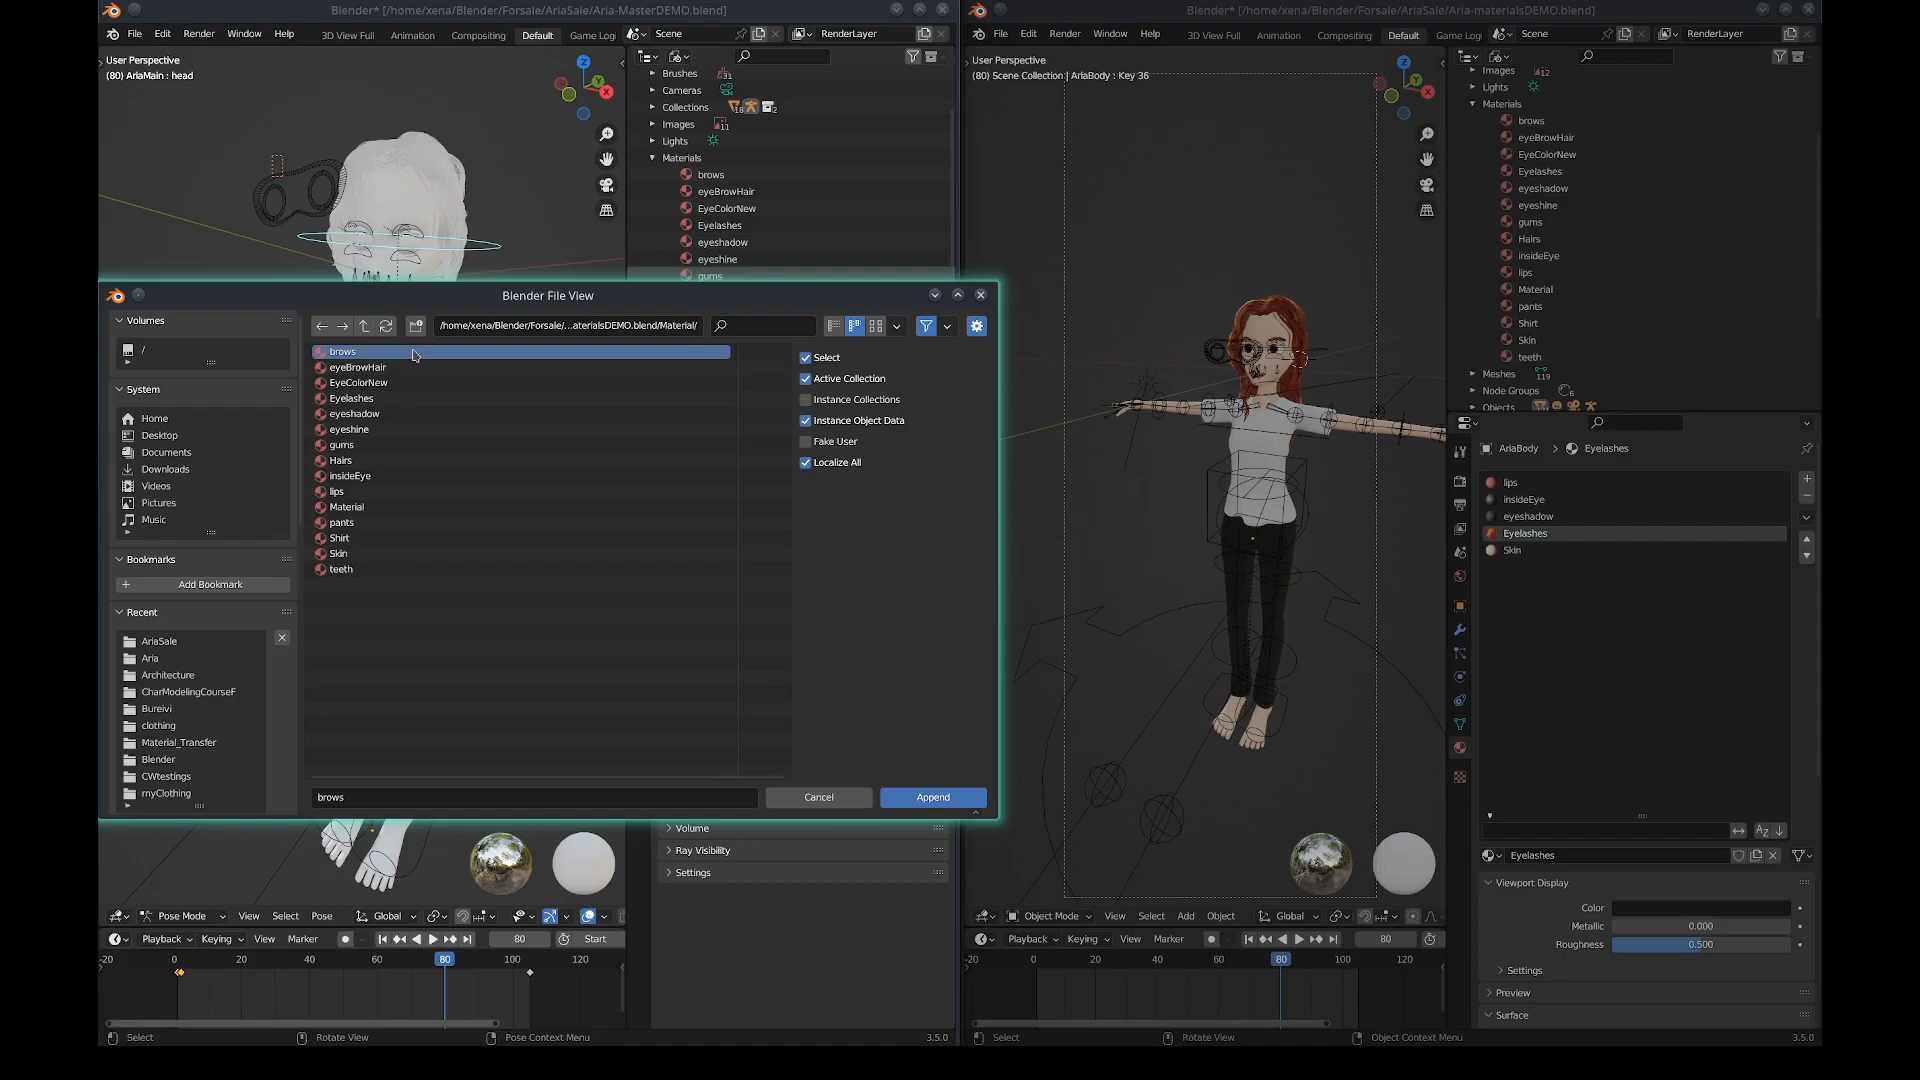 Blender* [/home/xena/Blender/Forsale/AriaSale/Aria-MasterDEMO.blend]
File Edit Render Window Help 3D View Full Animation Compositing Default Game Logi Scene RenderLayer
User Perspective
(80) AriaMain : head
Brushes 31
Cameras
Collections 18 2
Images 11
Lights
Materials
brows
eyeBrowHair
EyeColorNew
Eyelashes
eyeshadow
eyeshine
gums
Z
Y
X
Blender File View
Volumes
/
System
Home
Desktop
Documents
Downloads
Videos
Pictures
Music
Bookmarks
Add Bookmark
Recent
AriaSale
Aria
Architecture
CharModelingCourseF
Bureivi
clothing
Material_Transfer
Blender
CWtestings
myClothing
/home/xena/Blender/Forsale/...aterialsDEMO.blend/Material/
brows
eyeBrowHair
EyeColorNew
Eyelashes
eyeshadow
eyeshine
gums
Hairs
insideEye
lips
Material
pants
Shirt
Skin
teeth
Select
Active Collection
Instance Collections
Instance Object Data
Fake User
Localize All
brows
Cancel
Append
Volume
Ray Visibility
Settings
Pose Mode View Select Pose Global
Playback Keying View Marker 80 Start
-20 0 20 40 60 80 100 120
Select Rotate View Pose Context Menu 3.5.0
Blender* [/home/xena/Blender/Forsale/AriaSale/Aria-materialsDEMO.blend]
File Edit Render Window Help 3D View Full Animation Compositing Default Game Log Scene RenderLayer
User Perspective
(80) Scene Collection | AriaBody : Key 36
Z
Y
X
Images 12
Lights
Materials
brows
eyeBrowHair
EyeColorNew
Eyelashes
eyeshadow
eyeshine
gums
Hairs
insideEye
lips
Material
pants
Shirt
Skin
teeth
Meshes 119
Node Groups 6
Objects
AriaBody > Eyelashes
lips
insideEye
eyeshadow
Eyelashes
Skin
Eyelashes
Viewport Display
Color
Metallic 0.000
Roughness 0.500
Settings
Preview
Surface
Object Mode View Select Add Object Global
Playback Keying View Marker 80
-20 0 20 40 60 80 100 120
Select Rotate View Object Context Menu 3.5.0